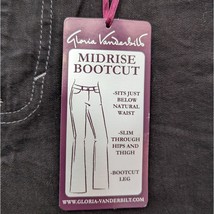 Gloria Vanderbilt
MIDRISE
BOOTCUT
-SITS JUST
BELOW
NATURAL
WAIST
-SLIM
THROUGH
HIPS AND
THIGH
-BOOTCUT
LEG
WWW.GLORIA-VANDERBILT.COM